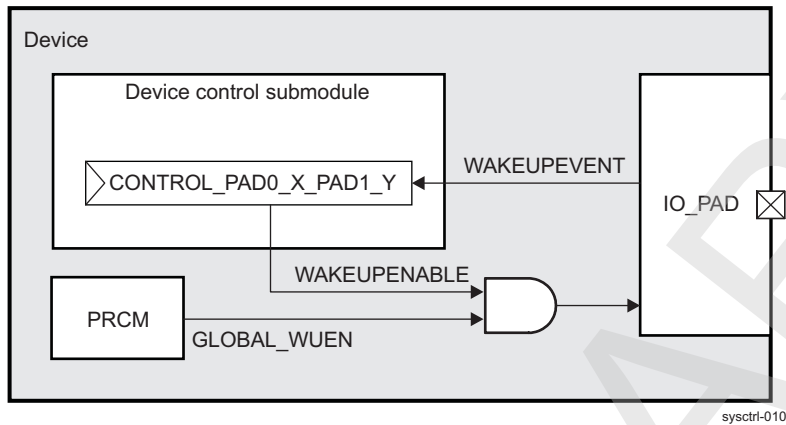 Device
Device control submodule
CONTROL_PAD0_X_PAD1_Y
WAKEUPEVENT
IO_PAD
WAKEUPENABLE
PRCM
GLOBAL_WUEN
sysctrl-010